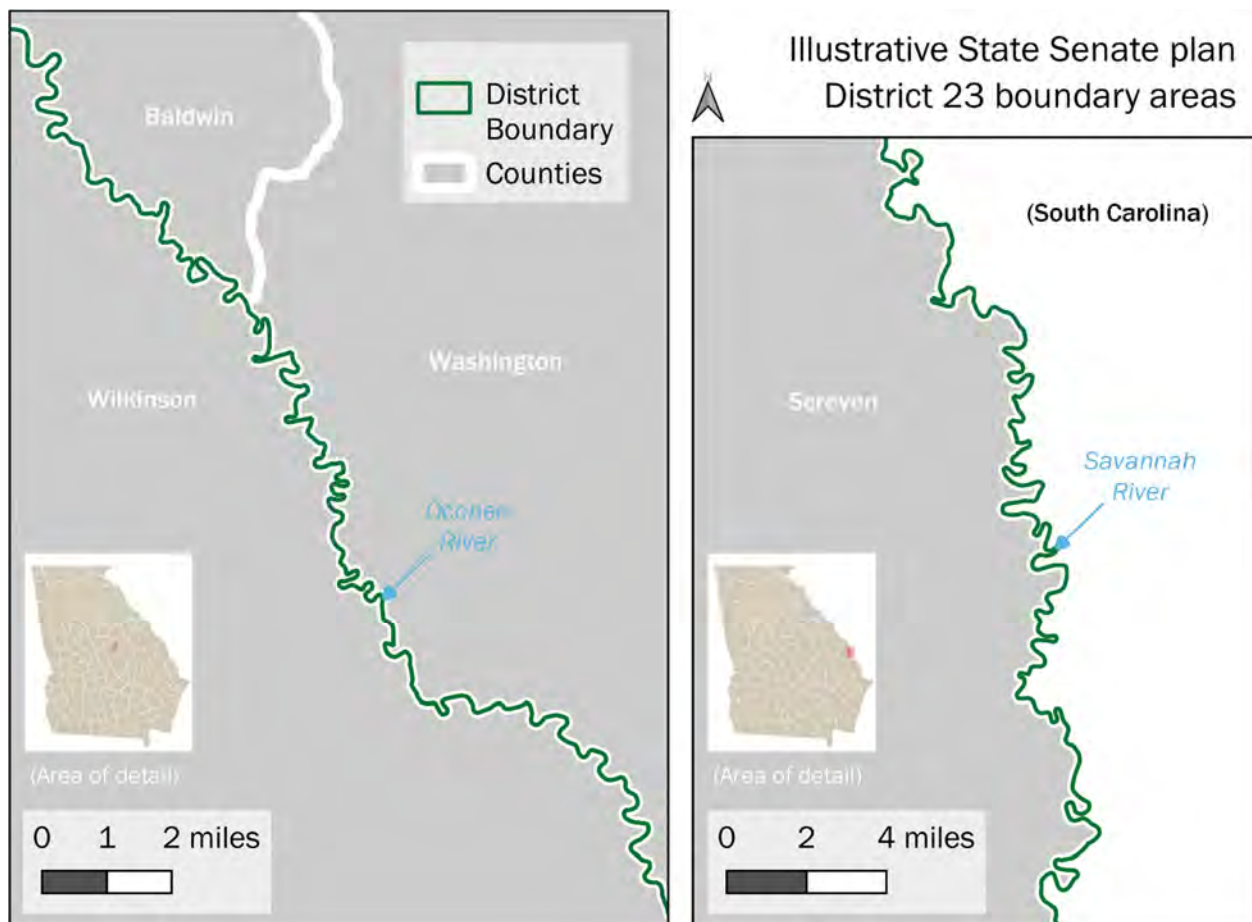 Illustrative State Senate plan
District 23 boundary areas
N
Baldwin
District
Boundary
Counties
Washington
Wilkinson
Oconee
River
(Area of detail)
0 1 2 miles
(South Carolina)
Screven
Savannah
River
(Area of detail)
0 2 4 miles